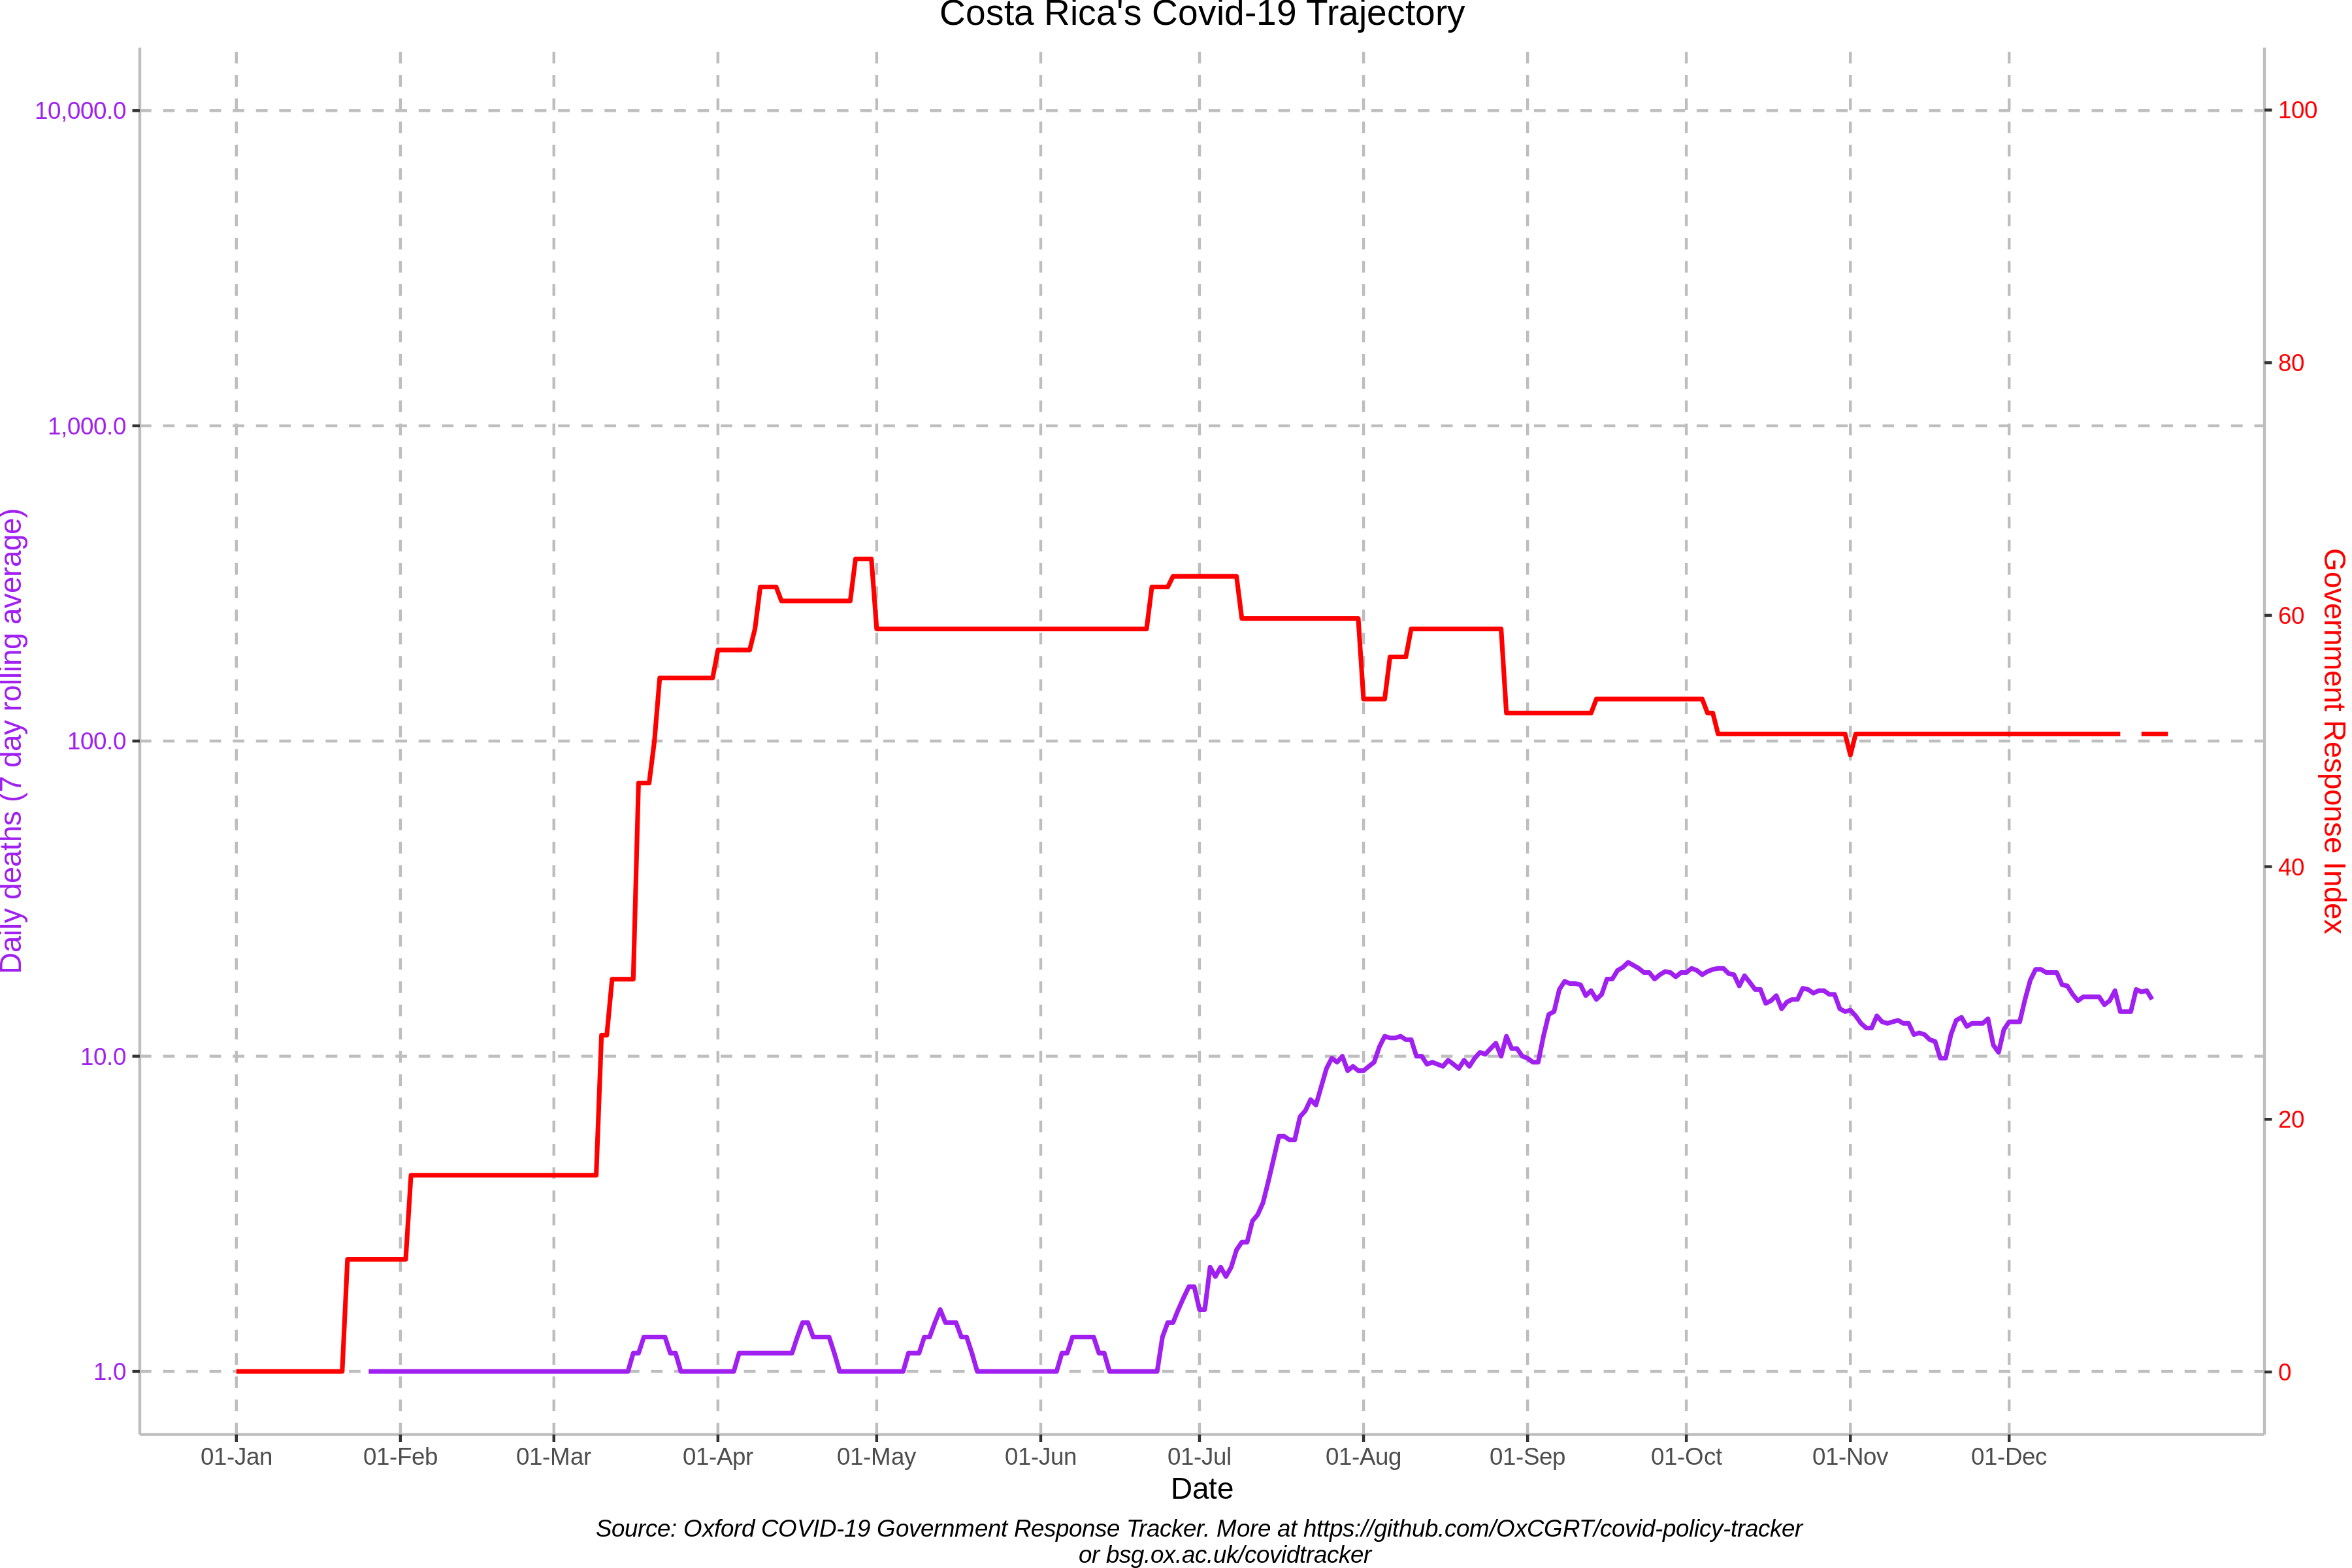 Costa Rica's Covid-19 Trajectory
10,000.0
1,000.0
100.0
10.0
1.0
Daily deaths (7 day rolling average)
100
80
60
40
20
0
Government Response Index
01-Jan 01-Feb 01-Mar 01-Apr 01-May 01-Jun 01-Jul 01-Aug 01-Sep 01-Oct 01-Nov 01-Dec
Date
Source: Oxford COVID-19 Government Response Tracker. More at https://github.com/OxCGRT/covid-policy-tracker
or bsg.ox.ac.uk/covidtracker